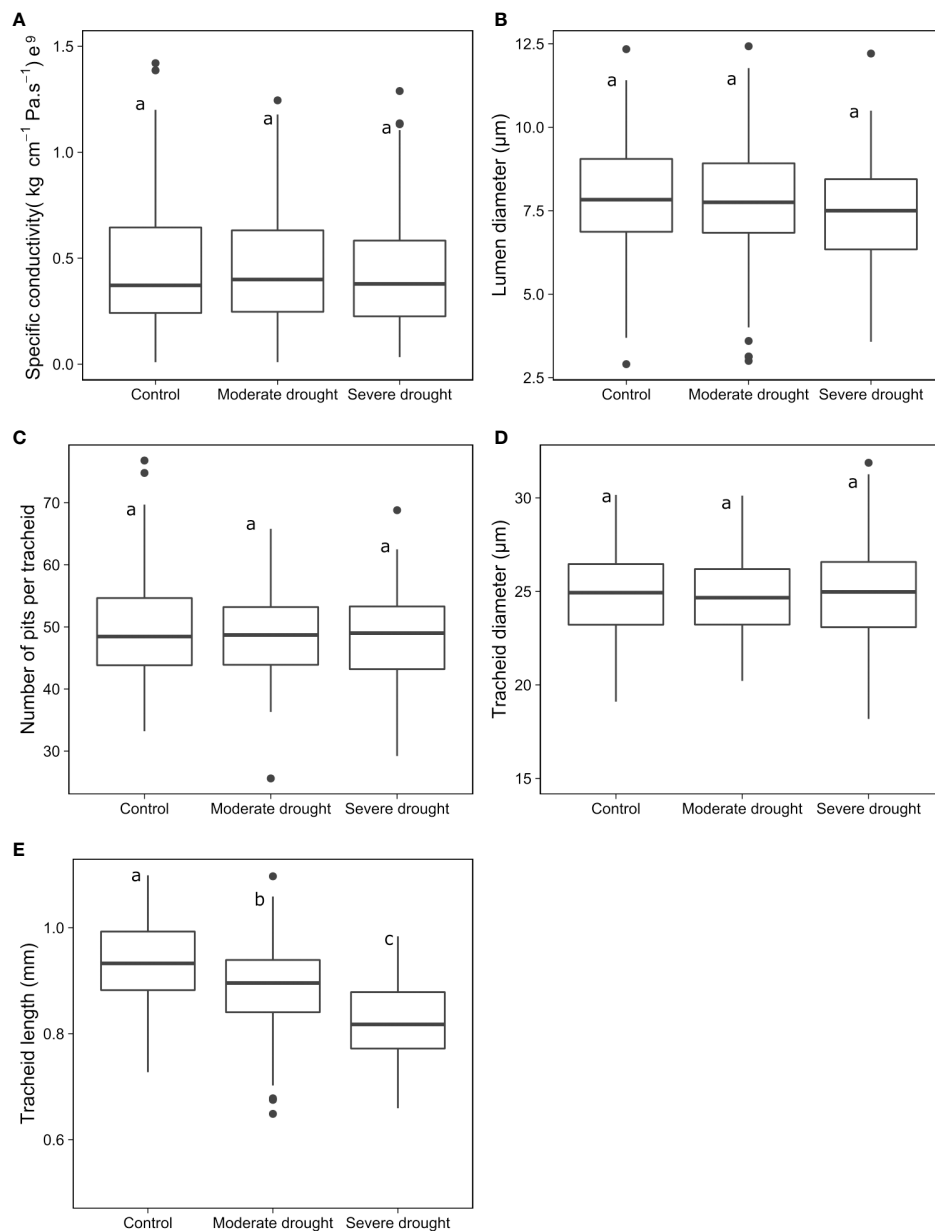 A
Specific conductivity( kg cm⁻¹ Pa.s⁻¹) e⁹
1.5
1.0
0.5
0.0
a
a
a
Control
Moderate drought
Severe drought
B
Lumen diameter (µm)
12.5
10.0
7.5
5.0
2.5
a
a
a
Control
Moderate drought
Severe drought
C
Number of pits per tracheid
70
60
50
40
30
a
a
a
Control
Moderate drought
Severe drought
D
Tracheid diameter (µm)
30
25
20
15
a
a
a
Control
Moderate drought
Severe drought
E
Tracheid length (mm)
1.0
0.8
0.6
a
b
c
Control
Moderate drought
Severe drought